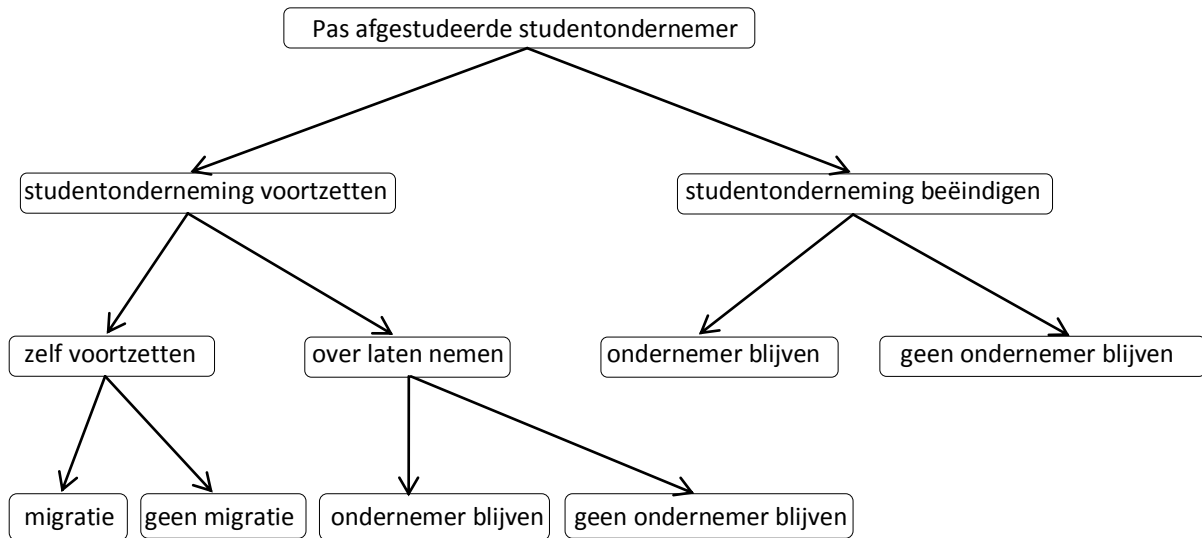 Pas afgestudeerde studentondernemer
studentonderneming voortzetten
studentonderneming beëindigen
zelf voortzetten
over laten nemen
ondernemer blijven
geen ondernemer blijven
migratie
geen migratie
ondernemer blijven
geen ondernemer blijven